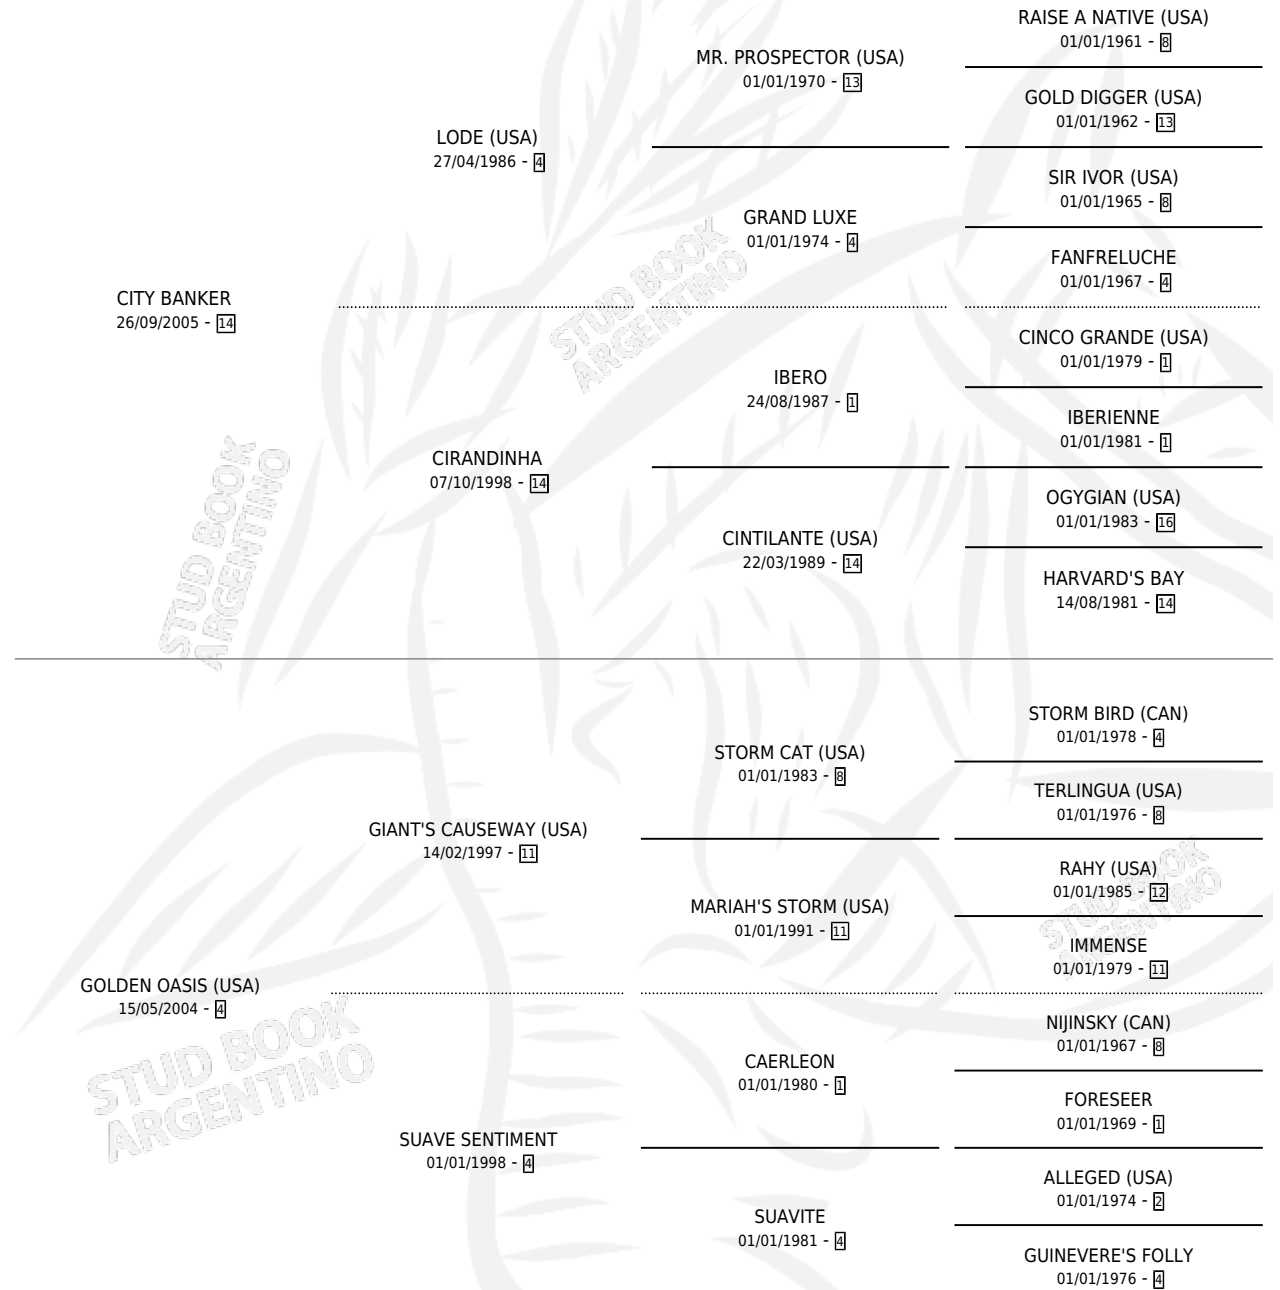 RAISE A NATIVE (USA)
01/01/1961 - 8
MR. PROSPECTOR (USA)
01/01/1970 - 13
GOLD DIGGER (USA)
01/01/1962 - 13
LODE (USA)
27/04/1986 - 4
SIR IVOR (USA)
01/01/1965 - 8
GRAND LUXE
01/01/1974 - 4
FANFRELUCHE
01/01/1967 - 4
CITY BANKER
26/09/2005 - 14
CINCO GRANDE (USA)
01/01/1979 - 1
IBERO
24/08/1987 - 1
IBERIENNE
01/01/1981 - 1
CIRANDINHA
07/10/1998 - 14
OGYGIAN (USA)
01/01/1983 - 16
CINTILANTE (USA)
22/03/1989 - 14
HARVARD'S BAY
14/08/1981 - 14
STORM BIRD (CAN)
01/01/1978 - 4
STORM CAT (USA)
01/01/1983 - 8
TERLINGUA (USA)
01/01/1976 - 8
GIANT'S CAUSEWAY (USA)
14/02/1997 - 11
RAHY (USA)
01/01/1985 - 12
MARIAH'S STORM (USA)
01/01/1991 - 11
IMMENSE
01/01/1979 - 11
GOLDEN OASIS (USA)
15/05/2004 - 4
NIJINSKY (CAN)
01/01/1967 - 8
CAERLEON
01/01/1980 - 1
FORESEER
01/01/1969 - 1
SUAVE SENTIMENT
01/01/1998 - 4
ALLEGED (USA)
01/01/1974 - 2
SUAVITE
01/01/1981 - 4
GUINEVERE'S FOLLY
01/01/1976 - 4
STUD BOOK
ARGENTINO
STUD BOOK
ARGENTINO
STUD BOOK
ARGENTINO
STUD BOOK
ARGENTINO